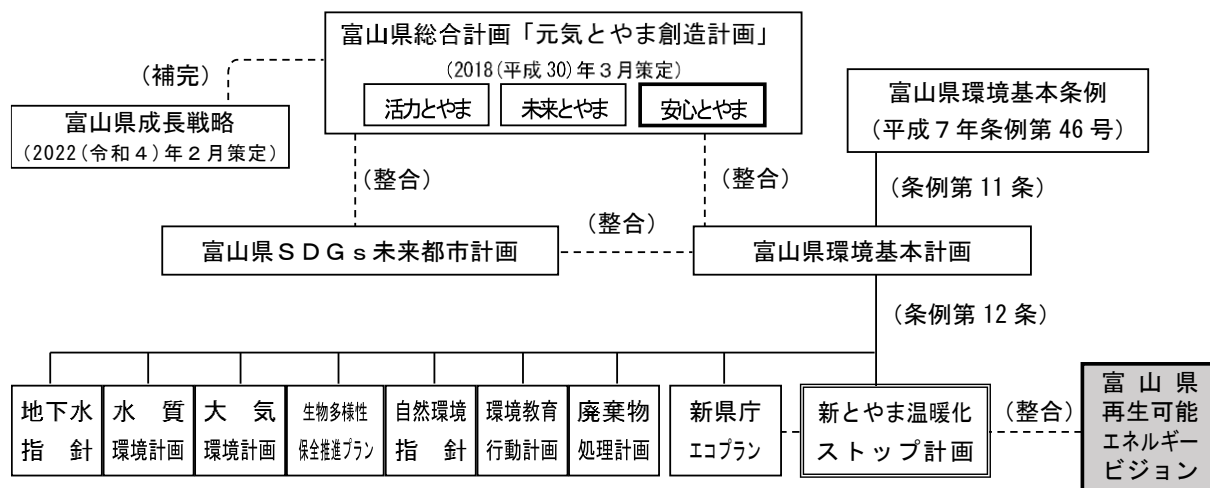 富山県総合計画「元気とやま創造計画」
(2018(平成30)年３月策定)
活力とやま
未来とやま
安心とやま
（補完）
富山県成長戦略
(2022(令和４)年２月策定)
富山県環境基本条例
（平成７年条例第46号）
（整合）
（整合）
（条例第11条）
富山県ＳＤＧｓ未来都市計画
（整合）
富山県環境基本計画
（条例第12条）
地下水
指針
水質
環境計画
大気
環境計画
生物多様性
保全推進プラン
自然環境
指針
環境教育
行動計画
廃棄物
処理計画
新県庁
エコプラン
新とやま温暖化
ストップ計画
（整合）
富山県
再生可能
エネルギー
ビジョン